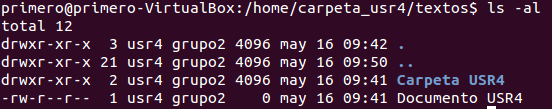 primero@primero-VirtualBox:/home/carpeta_usr4/textos$ ls -al
total 12
drwxr-xr-x  3 usr4 grupo2 4096 may 16 09:42 .
drwxr-xr-x 21 usr4 grupo2 4096 may 16 09:50 ..
drwxr-xr-x  2 usr4 grupo2 4096 may 16 09:41 Carpeta USR4
-rw-r--r--  1 usr4 grupo2    0 may 16 09:41 Documento USR4